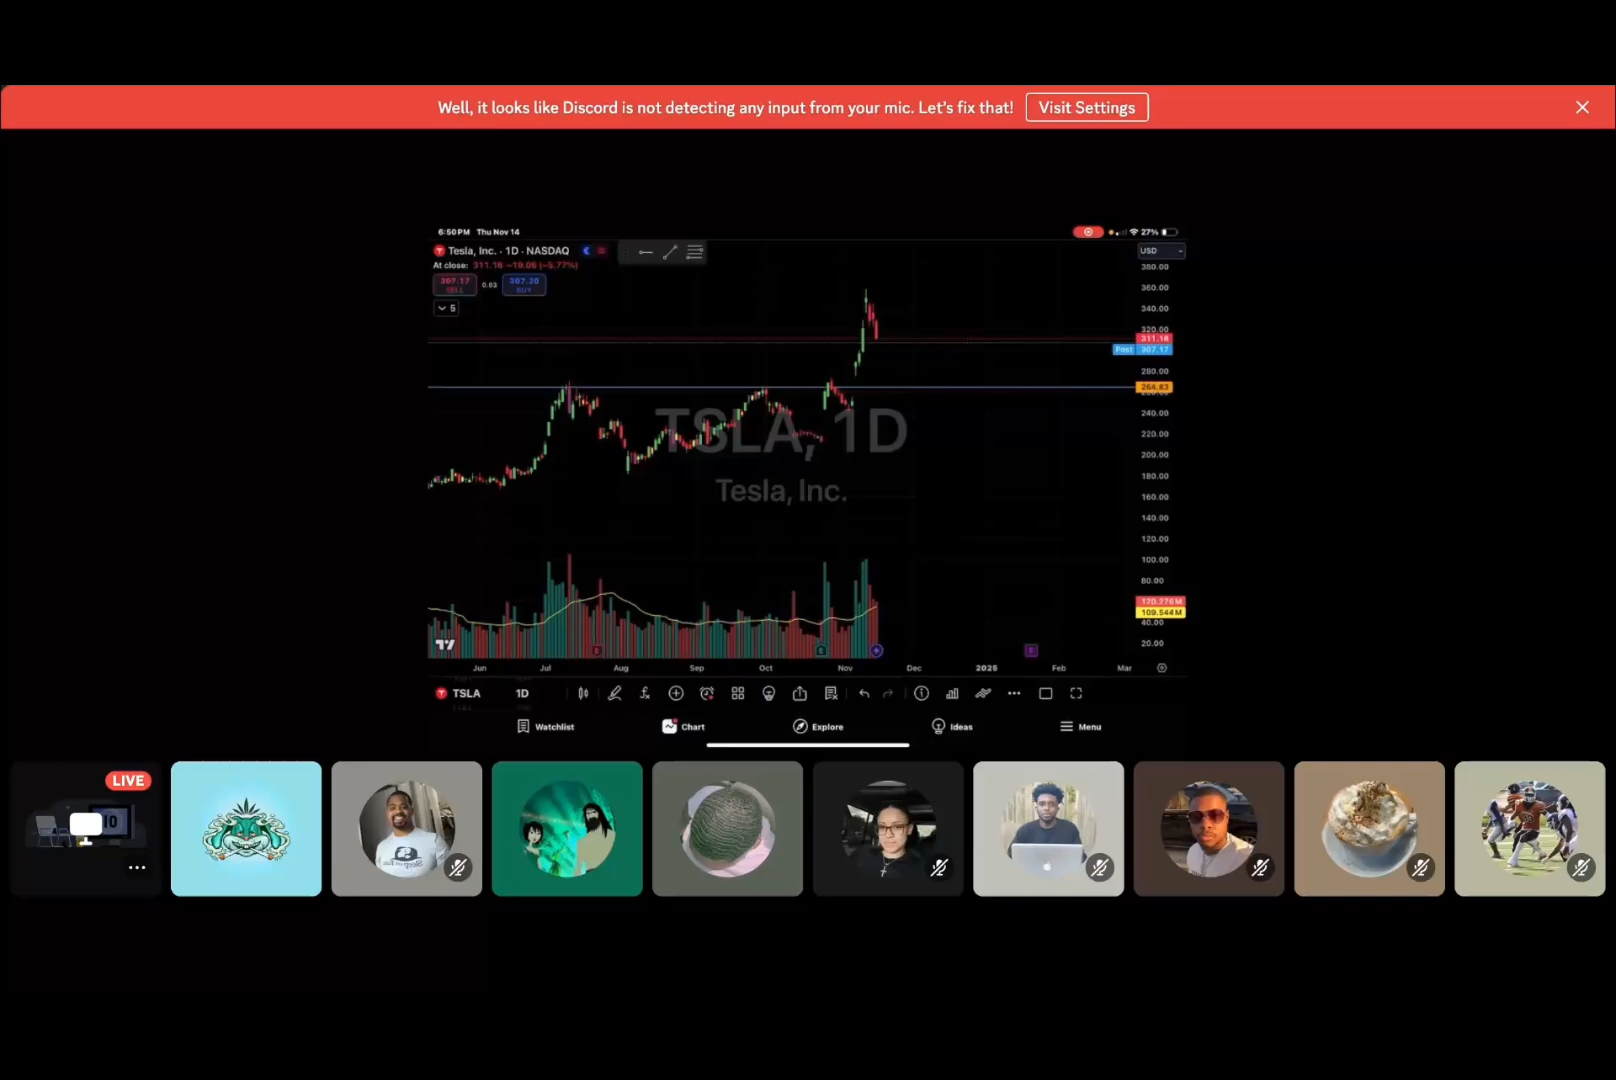 Well, it looks like Discord is not detecting any input from your mic. Let's fix that! Visit Settings
6:50PM Thu Nov 14
27%
Tesla, Inc. · 1D · NASDAQ
USD
At close: 311.18 −19.06 (−5.77%)
307.17 0.03 307.20
SELL BUY
5
380.00
360.00
340.00
320.00
311.18
Post 307.17
280.00
264.83
240.00
220.00
200.00
180.00
160.00
140.00
120.00
100.00
80.00
120.276M
109.544M
40.00
20.00
TSLA, 1D
Tesla, Inc.
E E E
Jun Jul Aug Sep Oct Nov Dec 2025 Feb Mar
TSLA 1D
Watchlist Chart Explore Ideas Menu
LIVE
10